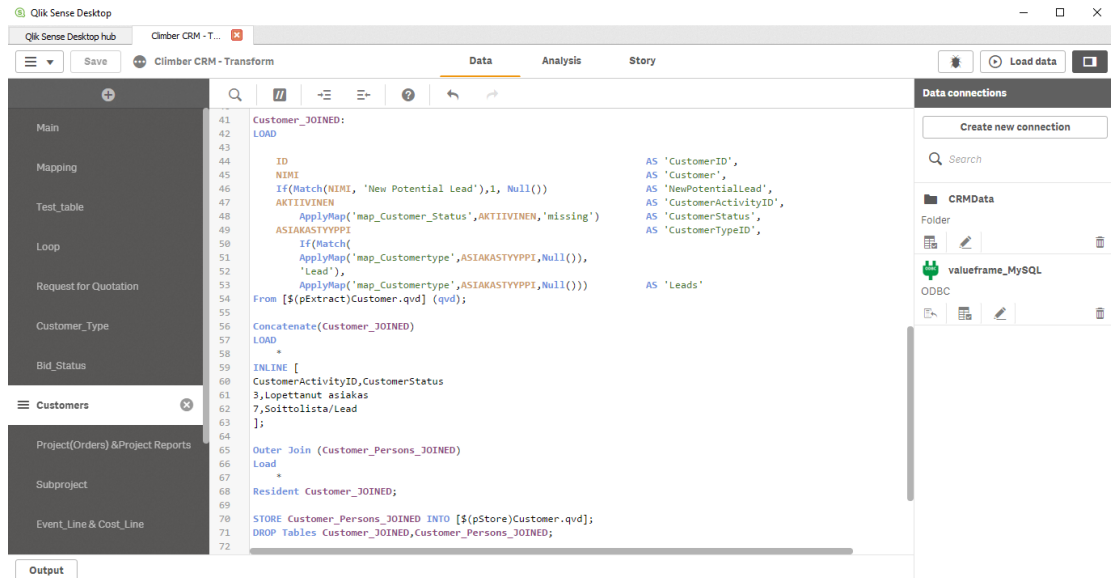 Qlik Sense Desktop
Qlik Sense Desktop hub
Climber CRM - T...
Save
Climber CRM - Transform
Data
Analysis
Story
Load data
Main
Mapping
Test_table
Loop
Request for Quotation
Customer_Type
Bid_Status
Customers
Project(Orders) &Project Reports
Subproject
Event_Line & Cost_Line
Output
41 Customer_JOINED:
42 LOAD
43
44 ID AS 'CustomerID',
45 NIMI AS 'Customer',
46 If(Match(NIMI, 'New Potential Lead'),1, Null()) AS 'NewPotentialLead',
47 AKTIIVINEN AS 'CustomerActivityID',
48 ApplyMap('map_Customer_Status',AKTIIVINEN,'missing') AS 'CustomerStatus',
49 ASIAKASTYYPPI AS 'CustomerTypeID',
50 If(Match(
51 ApplyMap('map_Customertype',ASIAKASTYYPPI,Null()),
52 'Lead'),
53 ApplyMap('map_Customertype',ASIAKASTYYPPI,Null())) AS 'Leads'
54 From [$(pExtract)Customer.qvd] (qvd);
55
56 Concatenate(Customer_JOINED)
57 LOAD
58 *
59 INLINE [
60 CustomerActivityID,CustomerStatus
61 3,Lopettanut asiakas
62 7,Soittolista/Lead
63 ];
64
65 Outer Join (Customer_Persons_JOINED)
66 Load
67 *
68 Resident Customer_JOINED;
69
70 STORE Customer_Persons_JOINED INTO [$(pStore)Customer.qvd];
71 DROP Tables Customer_JOINED,Customer_Persons_JOINED;
72
Data connections
Create new connection
Search
CRMData
Folder
valueframe_MySQL
ODBC